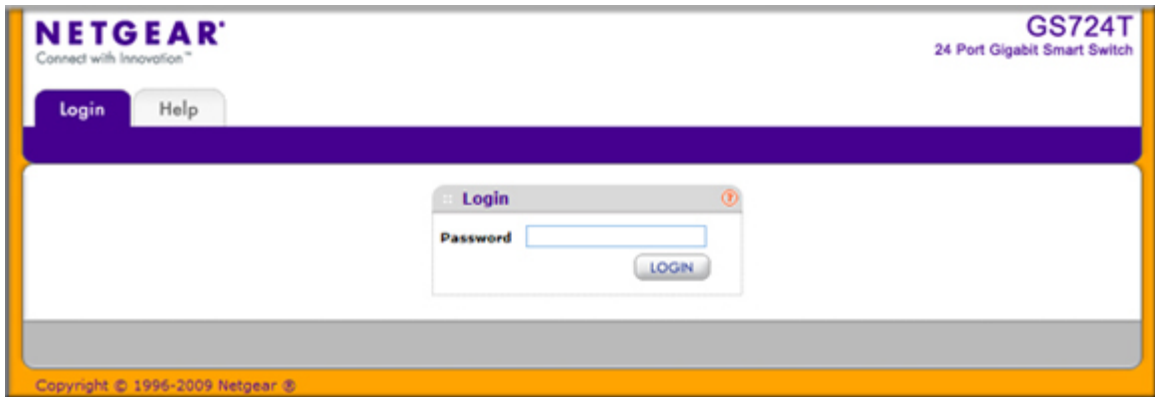 NETGEAR®
Connect with Innovation™
GS724T
24 Port Gigabit Smart Switch
Login
Help
:: Login
?
Password
LOGIN
Copyright © 1996-2009 Netgear ®